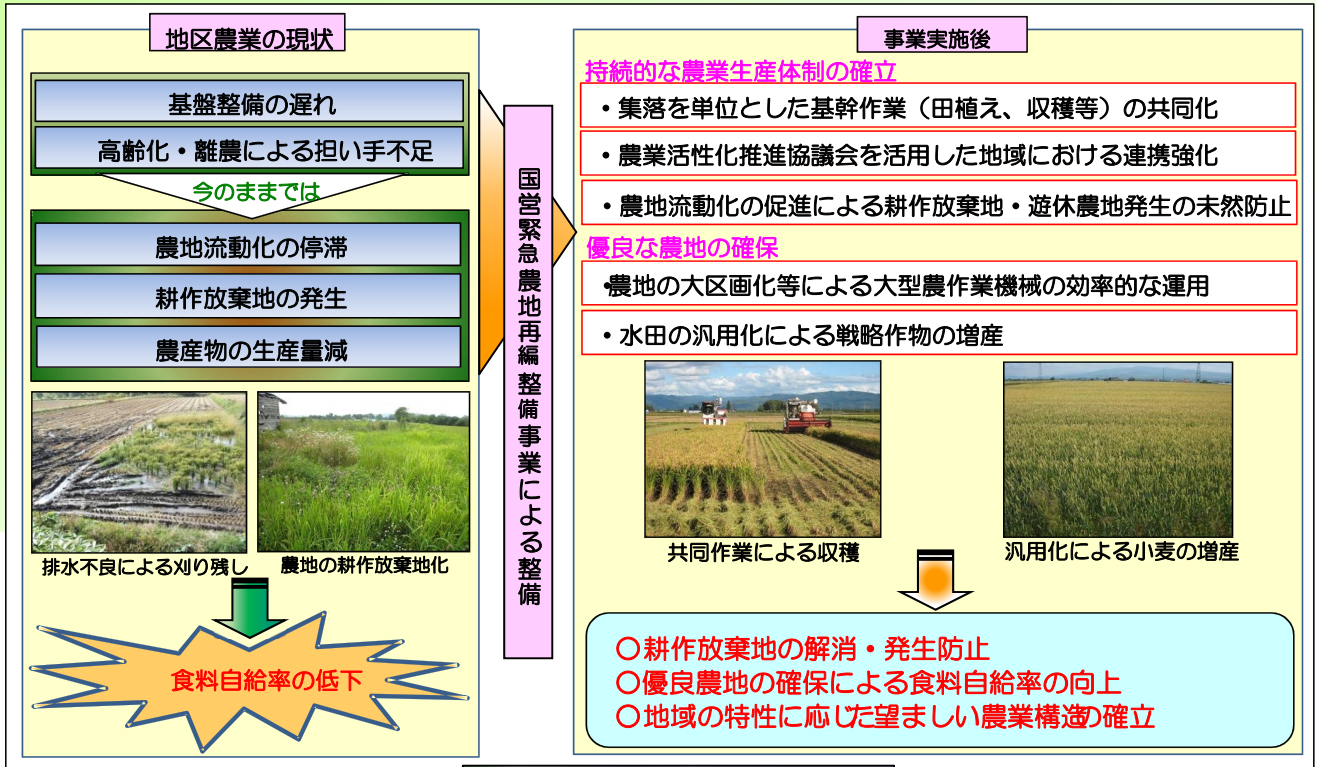 地区農業の現状
基盤整備の遅れ
高齢化・離農による担い手不足
今のままでは
農地流動化の停滞
耕作放棄地の発生
農産物の生産量減
排水不良による刈り残し
農地の耕作放棄地化
食料自給率の低下
国営緊急農地再編整備事業による整備
事業実施後
持続的な農業生産体制の確立
・集落を単位とした基幹作業（田植え、収穫等）の共同化
・農業活性化推進協議会を活用した地域における連携強化
・農地流動化の促進による耕作放棄地・遊休農地発生の未然防止
優良な農地の確保
・農地の大区画化等による大型農作業機械の効率的な運用
・水田の汎用化による戦略作物の増産
共同作業による収穫
汎用化による小麦の増産
〇耕作放棄地の解消・発生防止
〇優良農地の確保による食料自給率の向上
〇地域の特性に応じた望ましい農業構造の確立